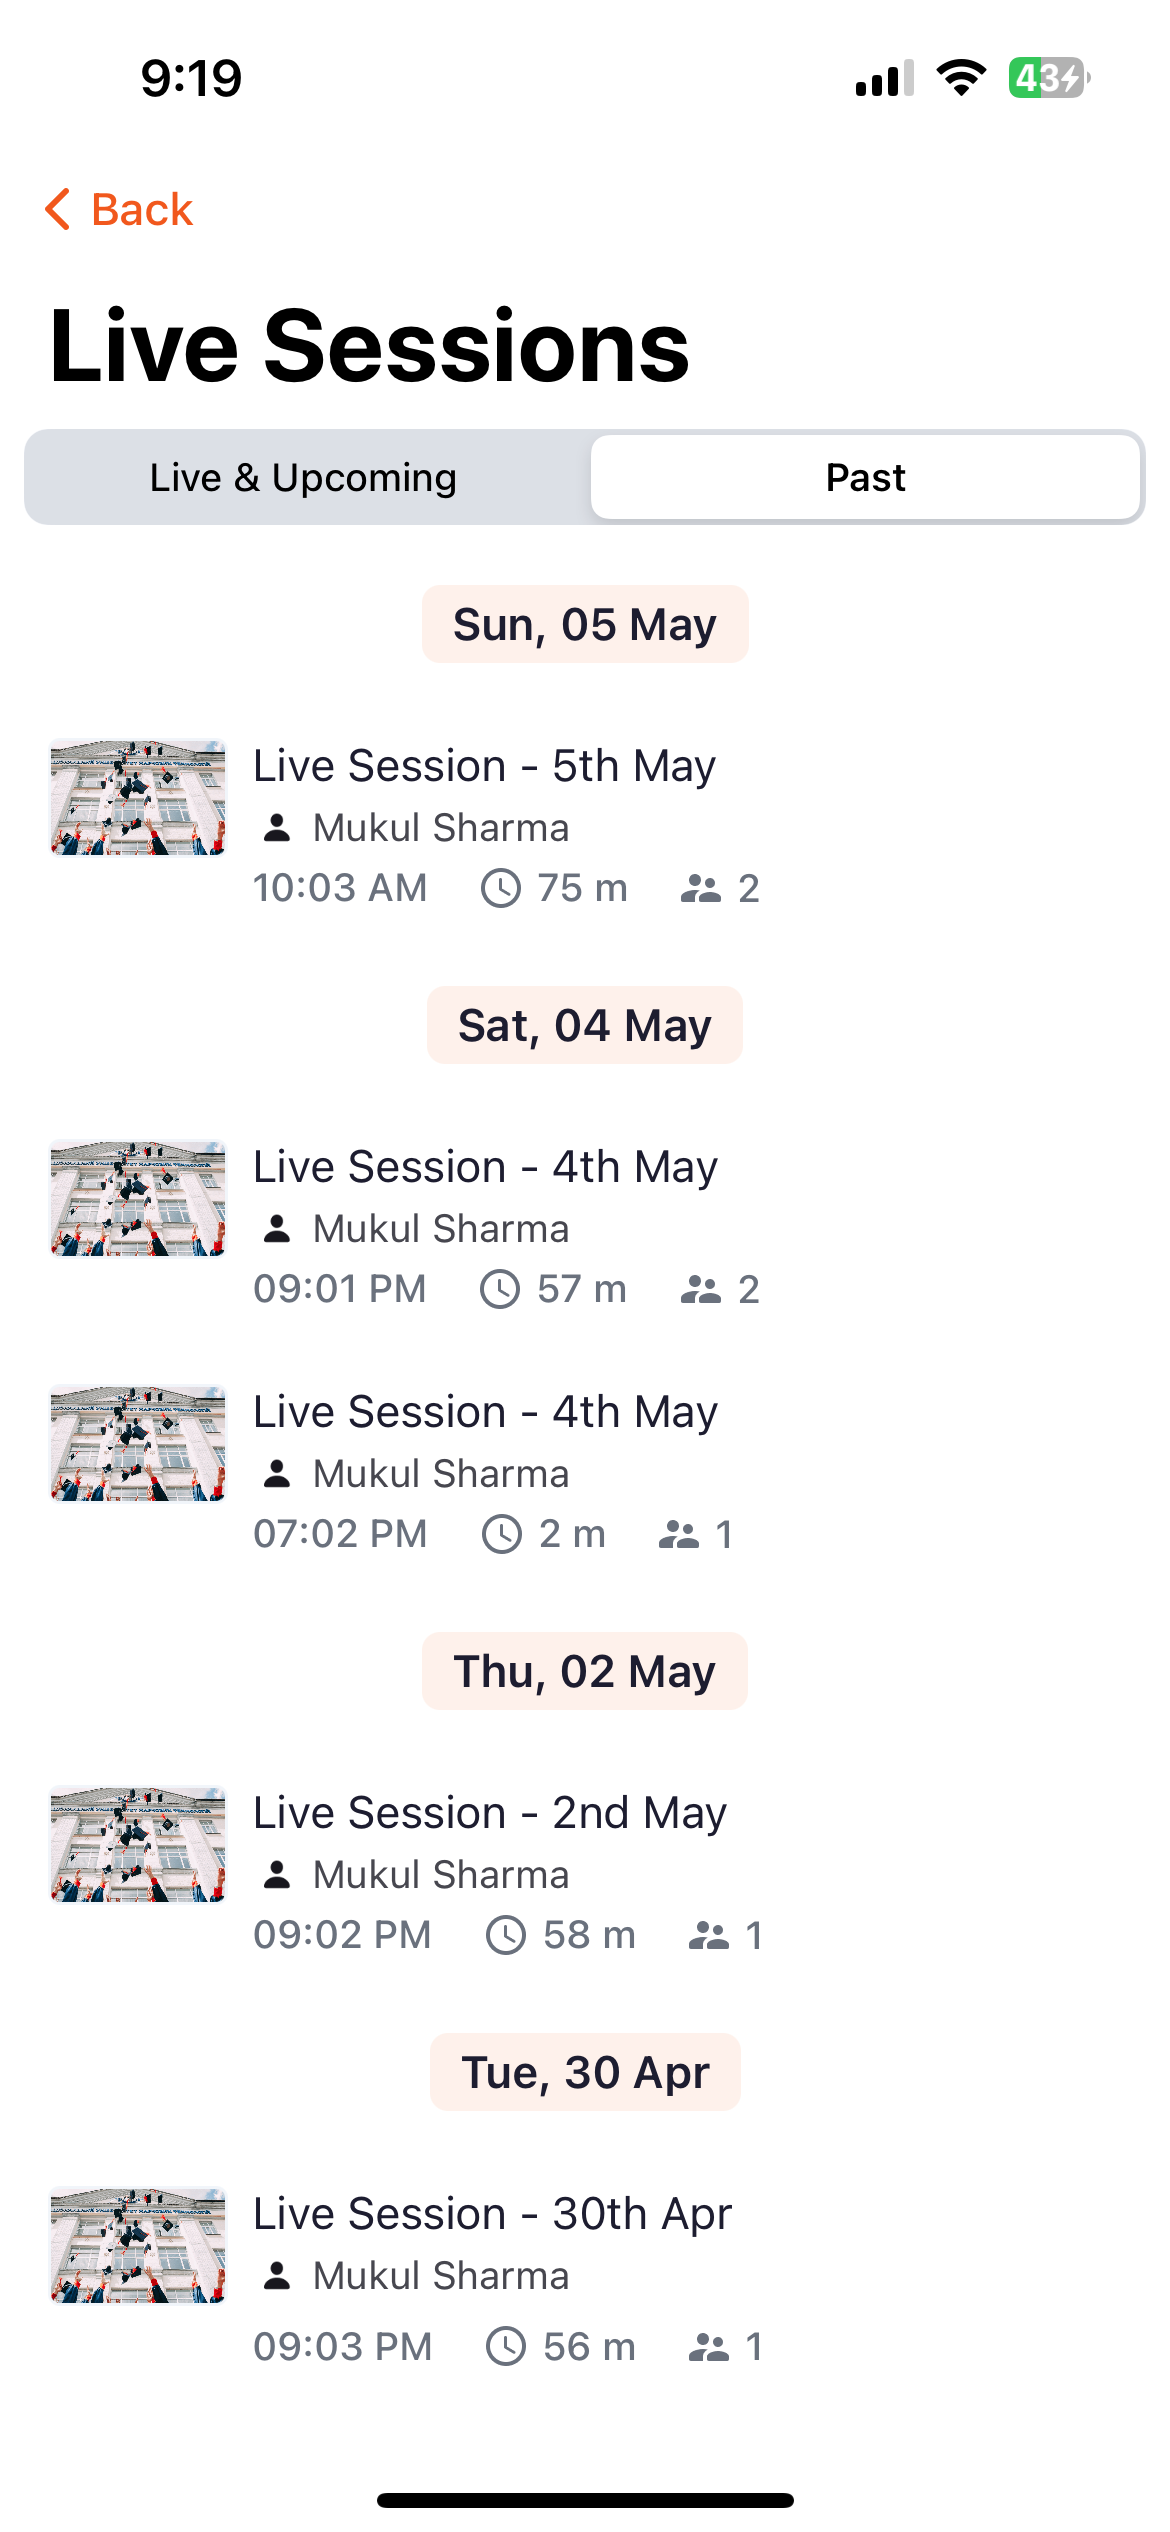 9:19
43
Back
Live Sessions
Live & Upcoming
Past
Sun, 05 May
Live Session - 5th May
Mukul Sharma
10:03 AM 75 m 2
Sat, 04 May
Live Session - 4th May
Mukul Sharma
09:01 PM 57 m 2
Live Session - 4th May
Mukul Sharma
07:02 PM 2 m 1
Thu, 02 May
Live Session - 2nd May
Mukul Sharma
09:02 PM 58 m 1
Tue, 30 Apr
Live Session - 30th Apr
Mukul Sharma
09:03 PM 56 m 1